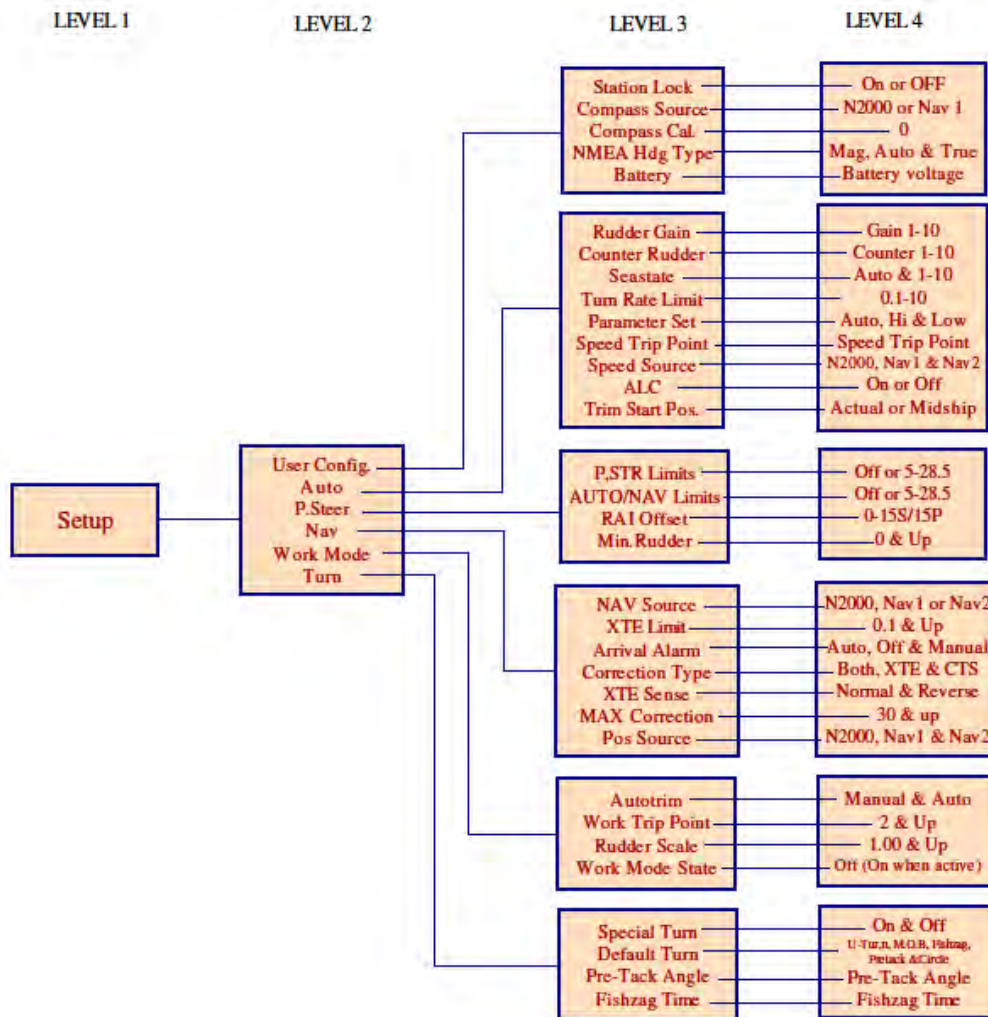 LEVEL 1 LEVEL 2 LEVEL 3 LEVEL 4
Station Lock On or OFF
Compass Source N2000 or Nav 1
Compass Cal. 0
NMEA Hdg Type Mag, Auto & True
Battery Battery voltage
Rudder Gain Gain 1-10
Counter Rudder Counter 1-10
Seastate Auto & 1-10
Turn Rate Limit 0.1-10
Parameter Set Auto, Hi & Low
Speed Trip Point Speed Trip Point
Speed Source N2000, Nav1 & Nav2
ALC On or Off
Trim Start Pos. Actual or Midship
Setup
User Config.
Auto
P.Steer
Nav
Work Mode
Turn
P,STR Limits Off or 5-28.5
AUTO/NAV Limits Off or 5-28.5
RAI Offset 0-15S/15P
Min.Rudder 0 & Up
NAV Source N2000, Nav1 or Nav2
XTE Limit 0.1 & Up
Arrival Alarm Auto, Off & Manual
Correction Type Both, XTE & CTS
XTE Sense Normal & Reverse
MAX Correction 30 & up
Pos Source N2000, Nav1 & Nav2
Autotrim Manual & Auto
Work Trip Point 2 & Up
Rudder Scale 1.00 & Up
Work Mode State Off (On when active)
Special Turn On & Off
Default Turn U-Tur,n, M.O.B, Fishzag,
Pretack &Circle
Pre-Tack Angle Pre-Tack Angle
Fishzag Time Fishzag Time